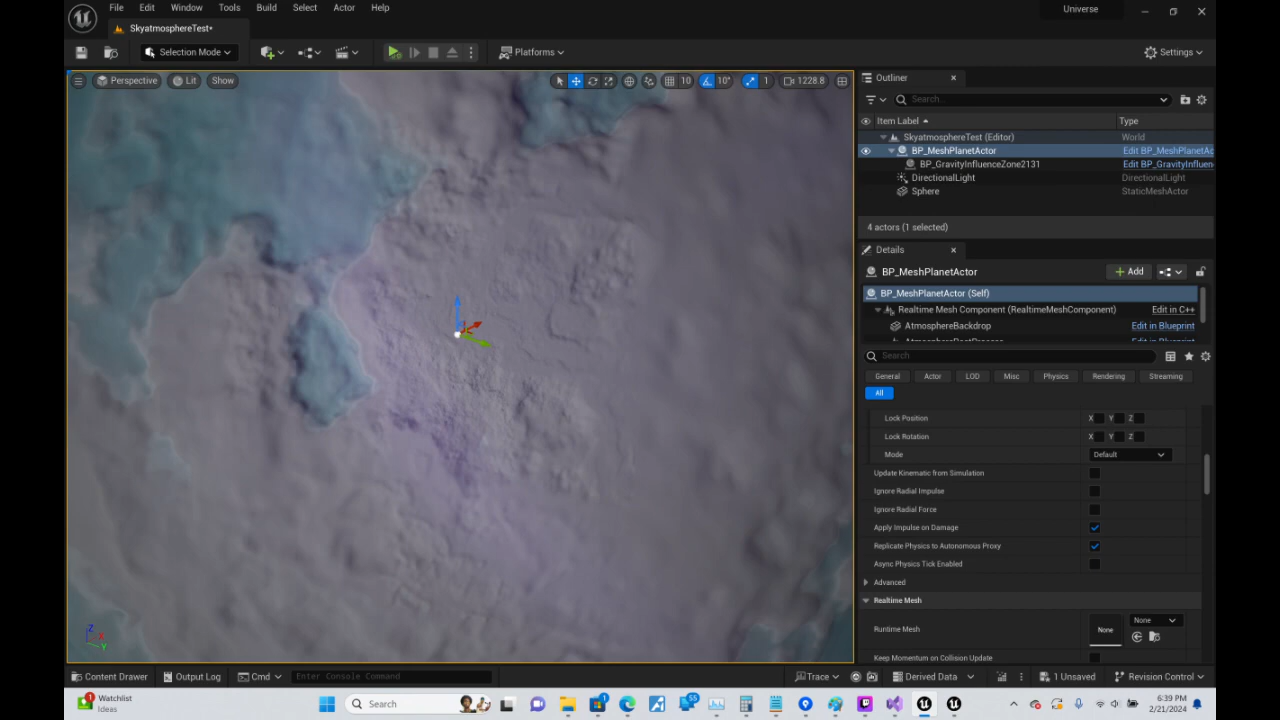 File Edit Window Tools Build Select Actor Help
Universe
SkyatmosphereTest*
Selection Mode
Platforms
Settings
Perspective Lit Show
10 10° 1 1228.8
Outliner
Search...
Item Label Type
SkyatmosphereTest (Editor) World
BP_MeshPlanetActor Edit BP_MeshPlanetAc
BP_GravityInfluenceZone2131 Edit BP_GravityInfluen
DirectionalLight DirectionalLight
Sphere StaticMeshActor
4 actors (1 selected)
Details
BP_MeshPlanetActor
Add
BP_MeshPlanetActor (Self)
Realtime Mesh Component (RealtimeMeshComponent) Edit in C++
AtmosphereBackdrop Edit in Blueprint
Search
General Actor LOD Misc Physics Rendering Streaming
All
Lock Position X Y Z
Lock Rotation X Y Z
Mode Default
Update Kinematic from Simulation
Ignore Radial Impulse
Ignore Radial Force
Apply Impulse on Damage
Replicate Physics to Autonomous Proxy
Async Physics Tick Enabled
Advanced
Realtime Mesh
Runtime Mesh None None
Keep Momentum on Collision Update
Z X Y
Content Drawer Output Log Cmd Enter Console Command Trace Derived Data 1 Unsaved Revision Control
1 Watchlist
Ideas
Search
55
6:39 PM
2/21/2024